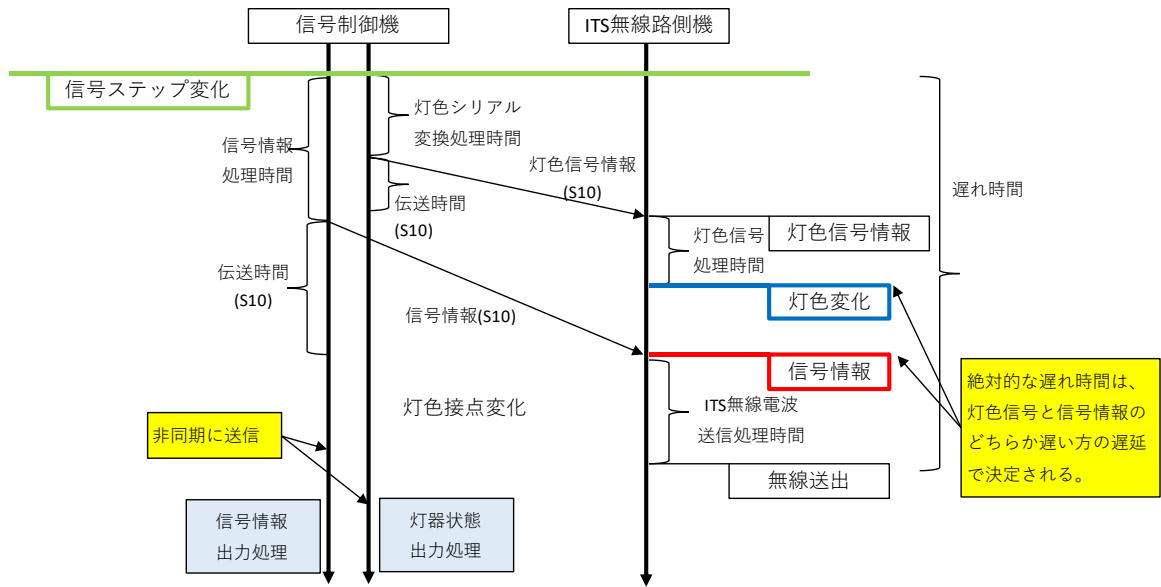 信号制御機
ITS無線路側機
信号ステップ変化
灯色シリアル
変換処理時間
信号情報
処理時間
灯色信号情報
(S10)
遅れ時間
伝送時間
(S10)
灯色信号情報
灯色信号
処理時間
伝送時間
(S10)
灯色変化
信号情報(S10)
信号情報
絶対的な遅れ時間は、
灯色信号と信号情報の
どちらか遅い方の遅延
で決定される。
灯色接点変化
ITS無線電波
送信処理時間
非同期に送信
無線送出
信号情報
出力処理
灯器状態
出力処理